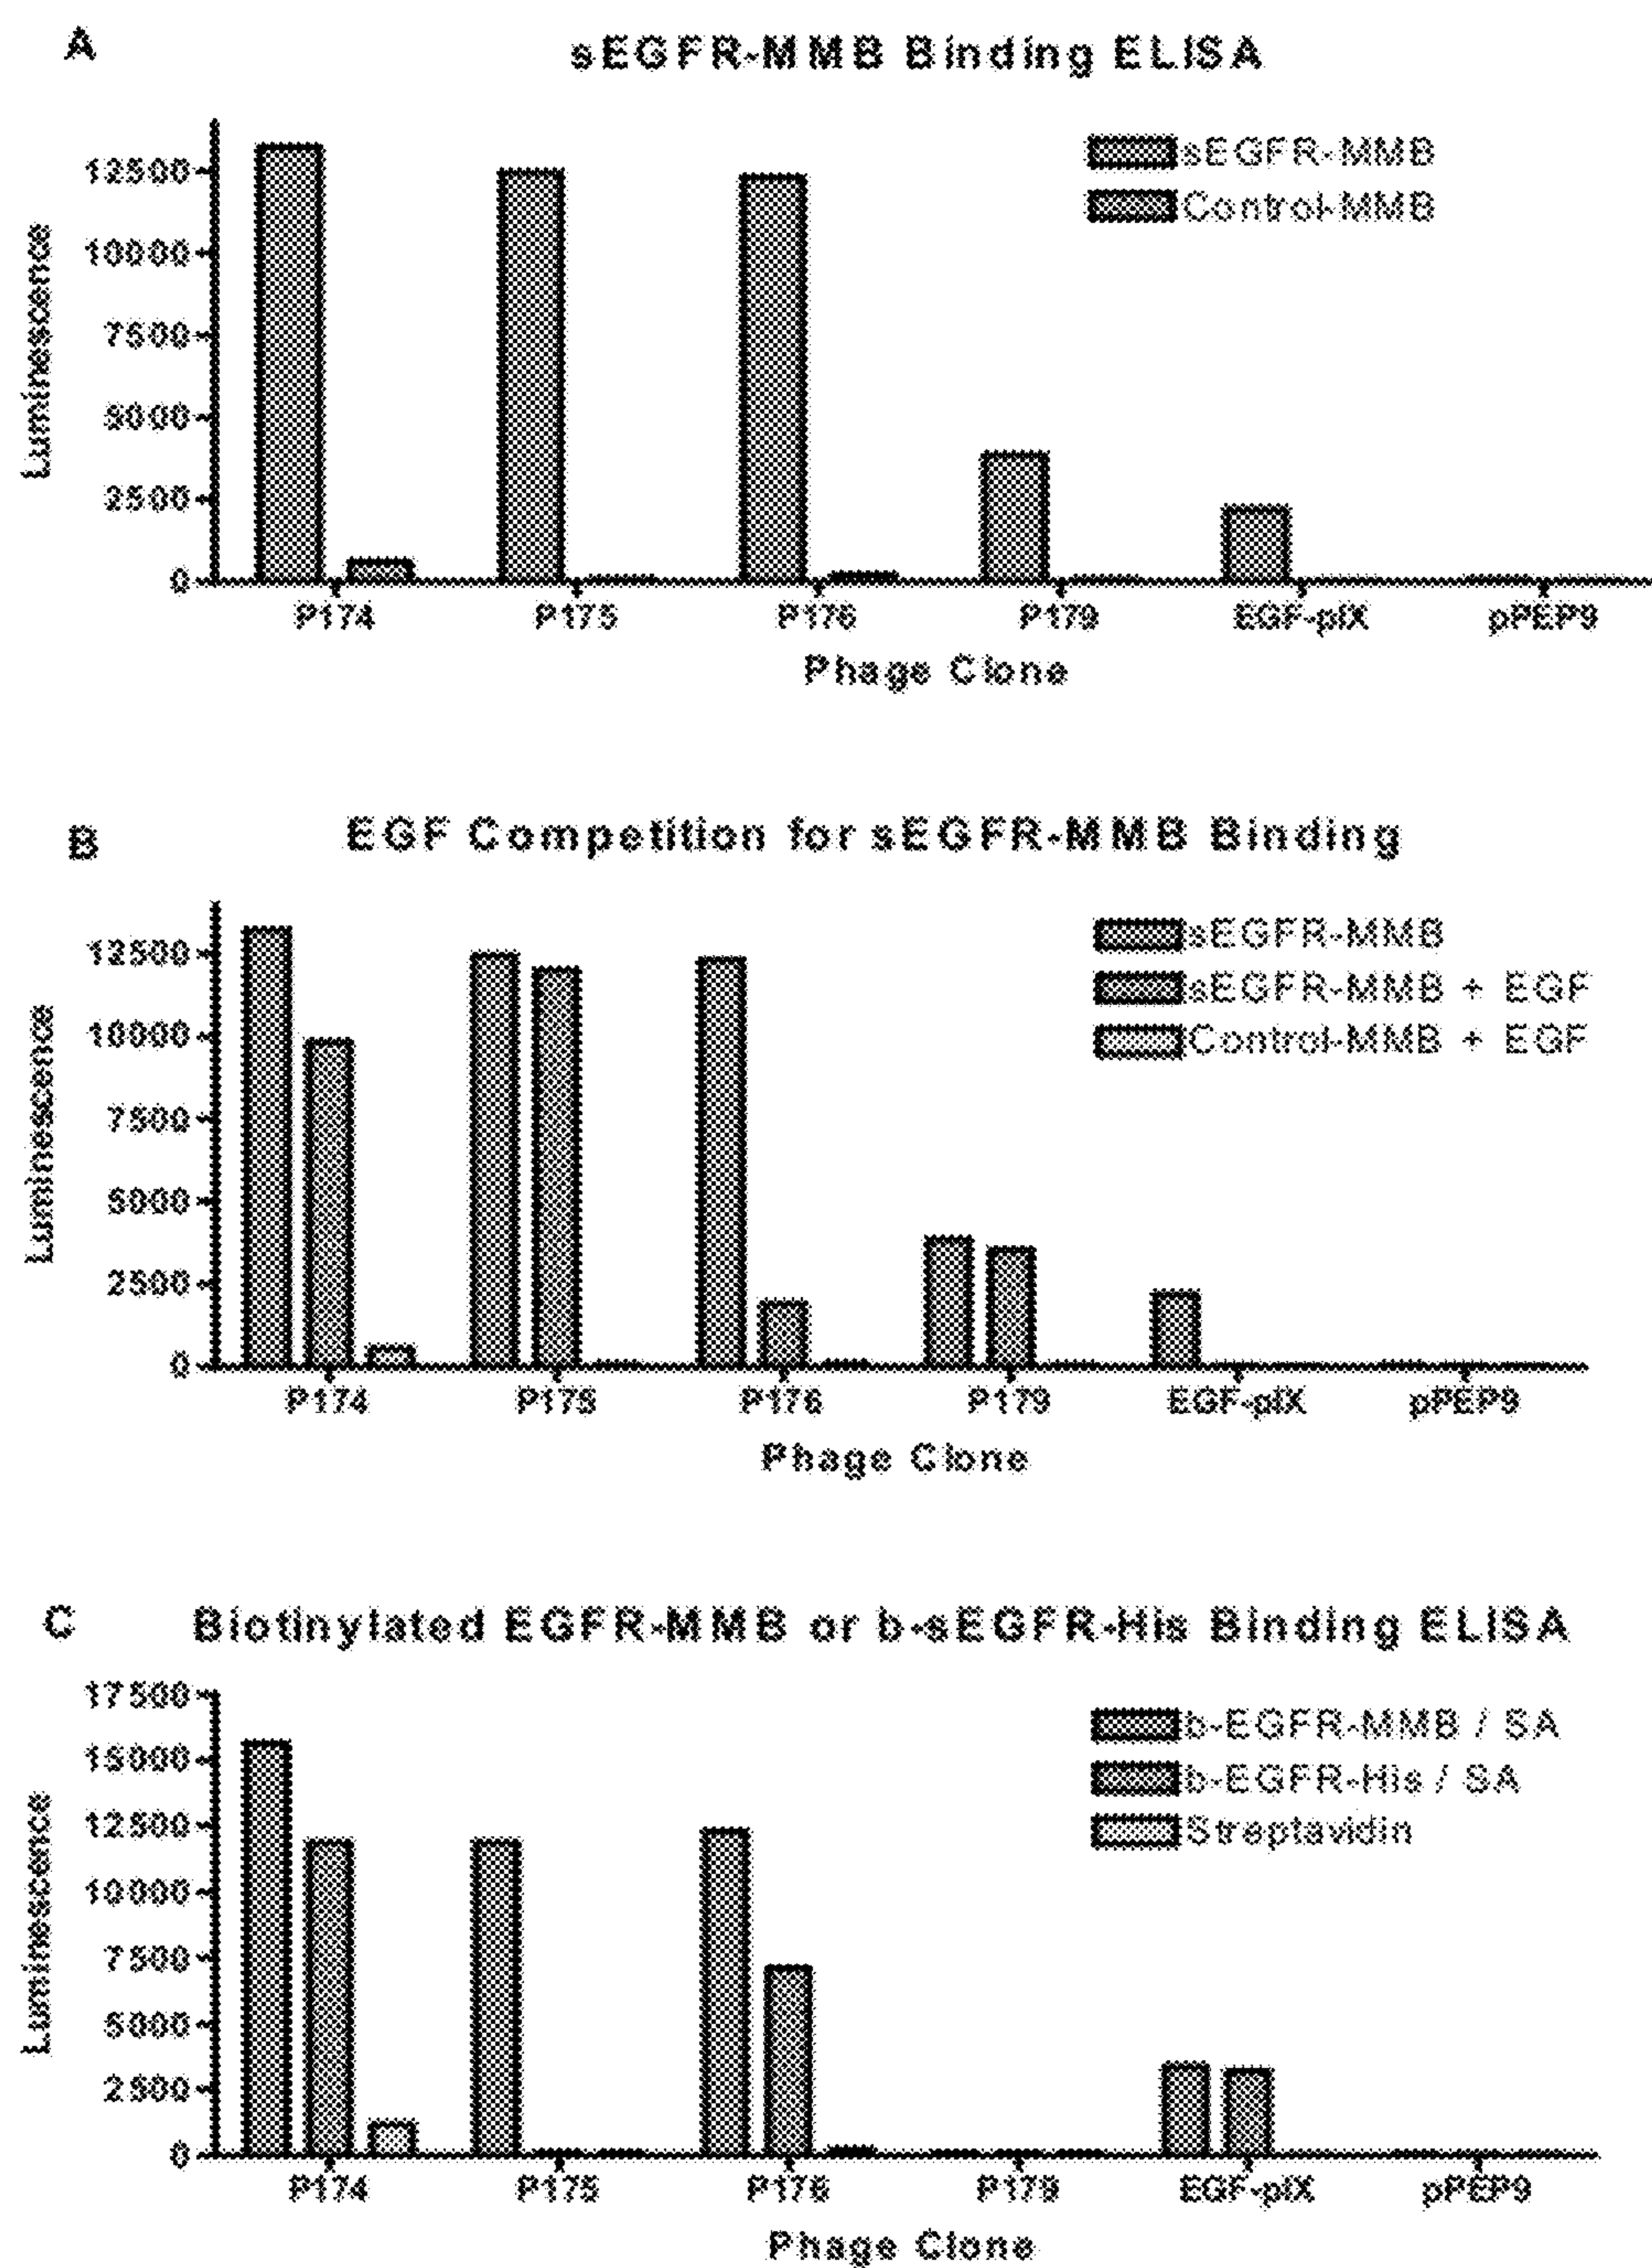 A
sEGFR-MMB Binding ELISA
sEGFR-MMB
Control-MMB
Luminescence
12500
10000
7500
5000
2500
0
P174 P175 P176 P179 EGF-pIX pPEP9
Phage Clone
B
EGF Competition for sEGFR-MMB Binding
sEGFR-MMB
sEGFR-MMB + EGF
Control-MMB + EGF
Luminescence
12500
10000
7500
5000
2500
0
P174 P175 P176 P179 EGF-pIX pPEP9
Phage Clone
C
Biotinylated EGFR-MMB or b-sEGFR-His Binding ELISA
b-EGFR-MMB / SA
b-EGFR-His / SA
Streptavidin
Luminescence
17500
15000
12500
10000
7500
5000
2500
0
P174 P175 P176 P179 EGF-pIX pPEP9
Phage Clone